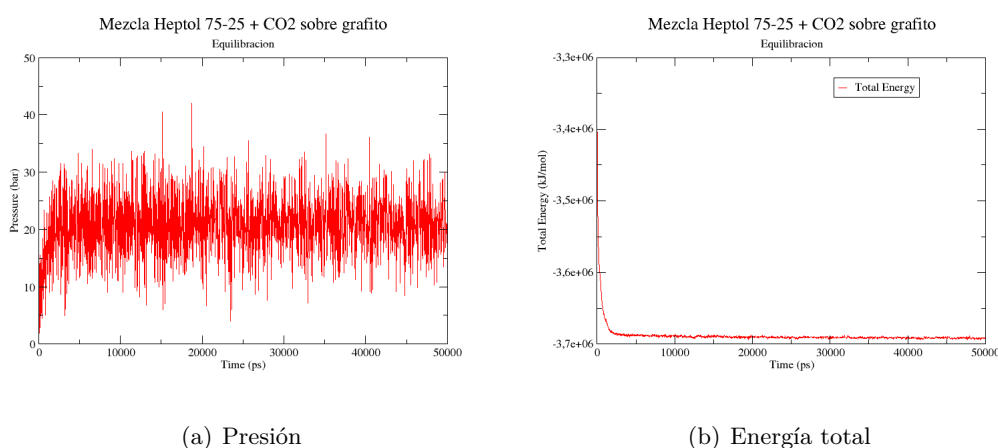 Mezcla Heptol 75-25 + CO2 sobre grafito
Equilibracion
50
40
30
20
10
0
Pressure (bar)
0 10000 20000 30000 40000 50000
Time (ps)
(a) Presión
Mezcla Heptol 75-25 + CO2 sobre grafito
Equilibracion
Total Energy
-3,3e+06
-3,4e+06
-3,5e+06
-3,6e+06
-3,7e+06
Total Energy (kJ/mol)
0 10000 20000 30000 40000 50000
Time (ps)
(b) Energía total